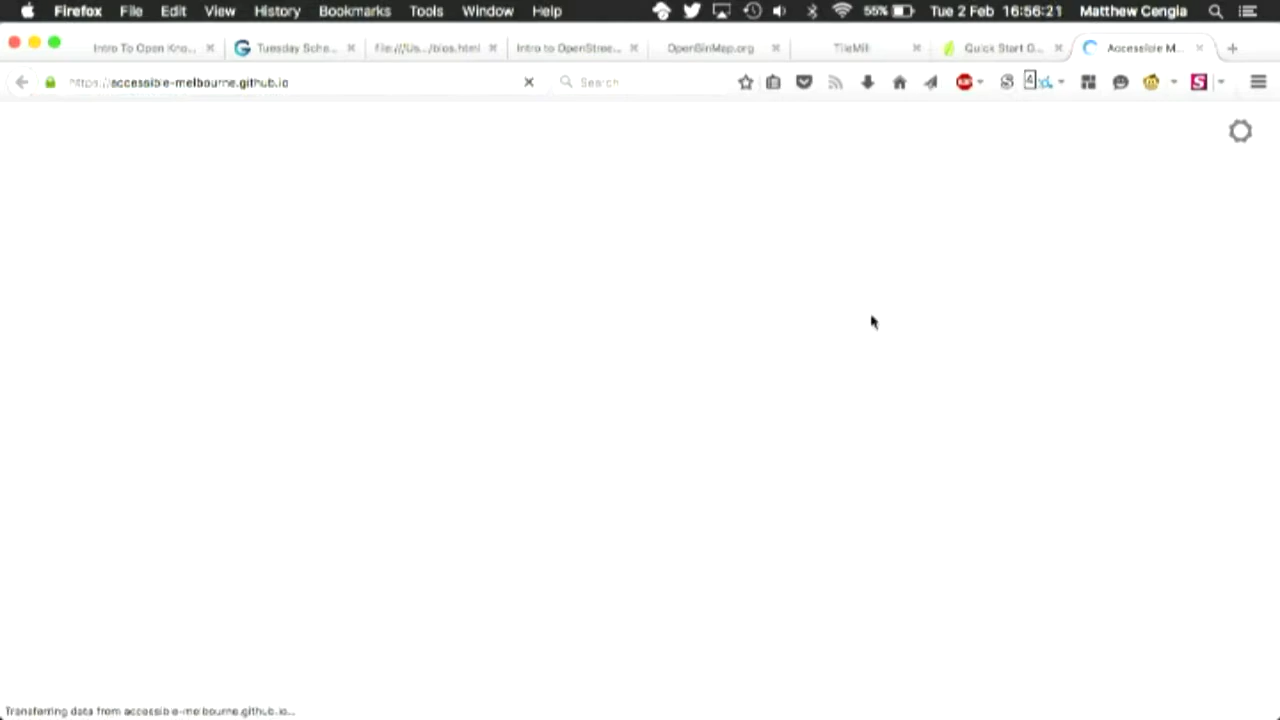 Firefox File Edit View History Bookmarks Tools Window Help 55% Tue 2 Feb 16:56:21 Matthew Cengia
Intro To Open Kno... Tuesday Sche... file:///Us.../bios.html Intro to OpenStree... OpenBinMap.org TileMill Quick Start G... Accessible M...
https://accessible-melbourne.github.io Search
Transferring data from accessible-melbourne.github.io...